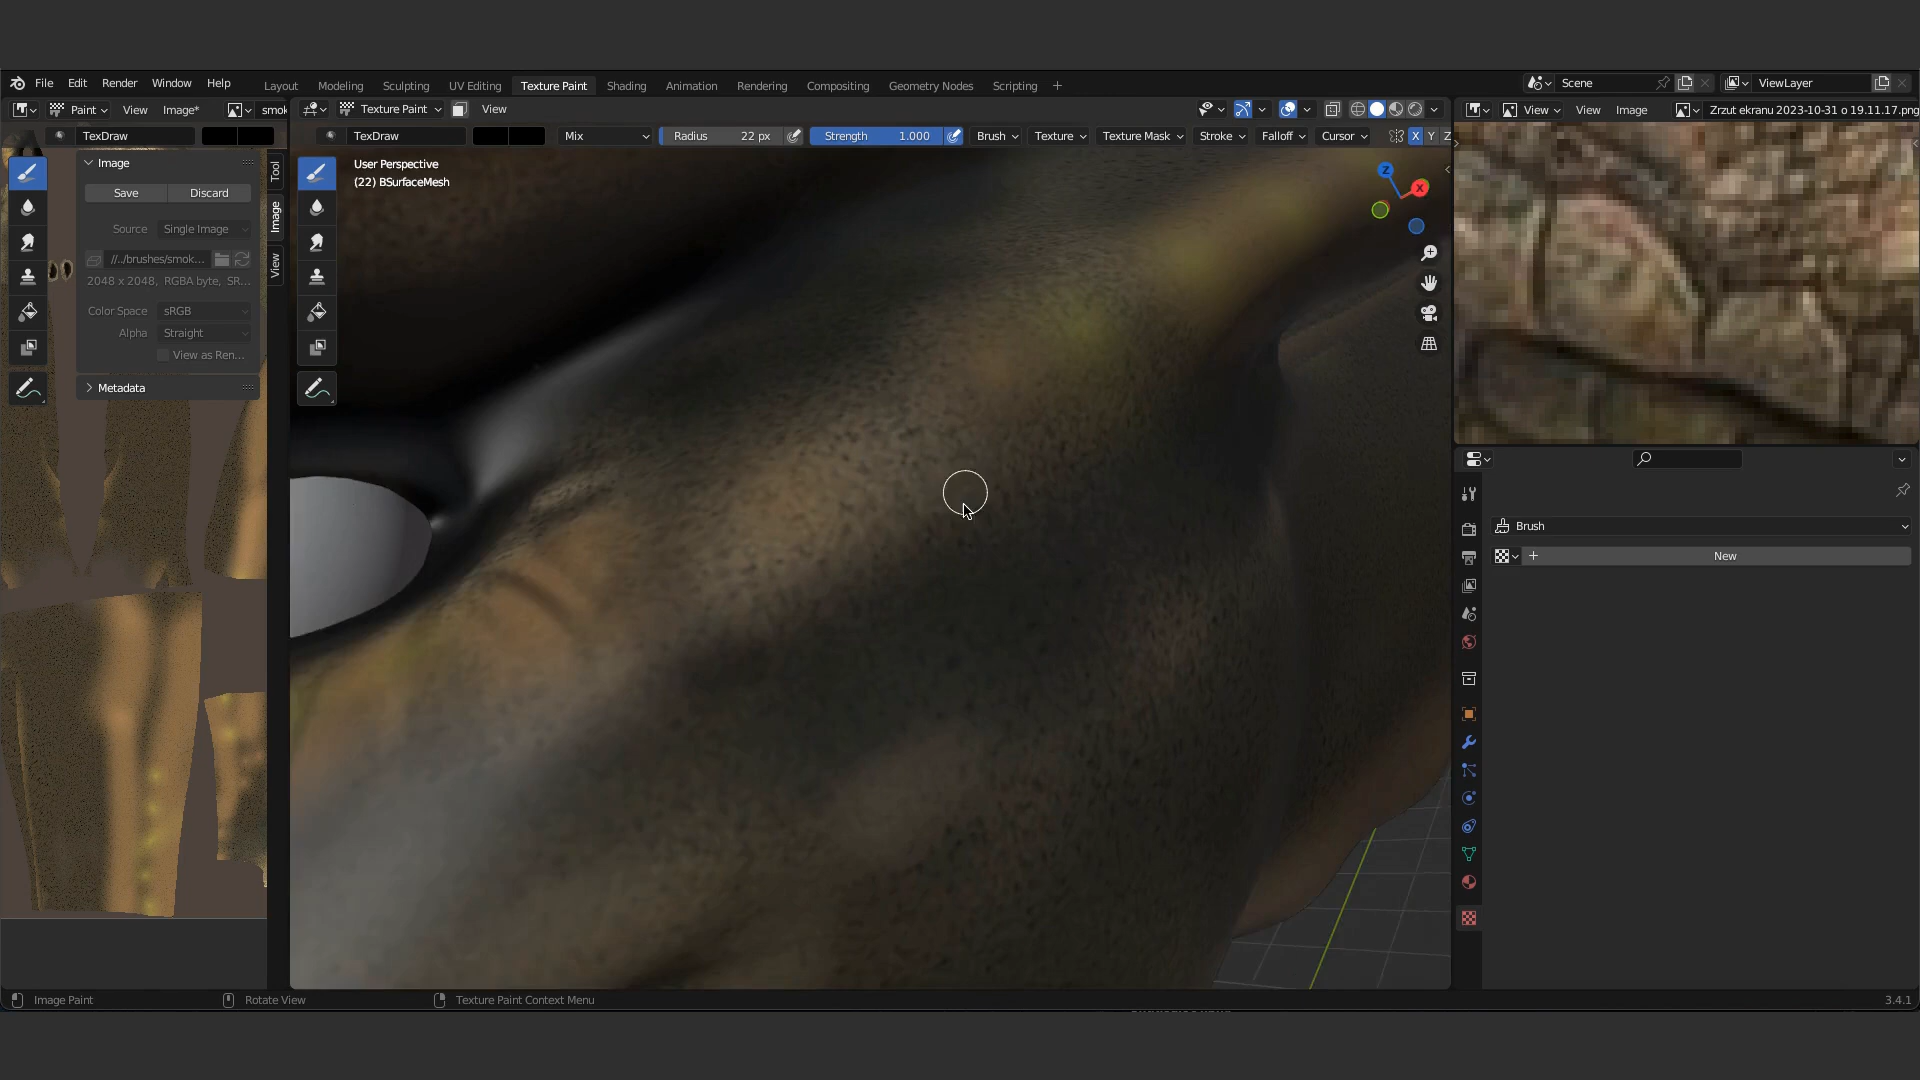 File Edit Render Window Help Layout Modeling Sculpting UV Editing Texture Paint Shading Animation Rendering Compositing Geometry Nodes Scripting + Scene ViewLayer
Paint View Image* smok
Texture Paint View
View View Image Zrzut ekranu 2023-10-31 o 19.11.17.png
TexDraw
TexDraw Mix Radius 22 px Strength 1.000 Brush Texture Texture Mask Stroke Falloff Cursor X Y Z
Image
Save Discard
Source Single Image
//../brushes/smok...
2048 x 2048, RGBA byte, SR...
Color Space sRGB
Alpha Straight
View as Ren...
Metadata
Tool
Image
View
User Perspective
(22) BSurfaceMesh
Z
X
Brush
New
Image Paint Rotate View Texture Paint Context Menu 3.4.1